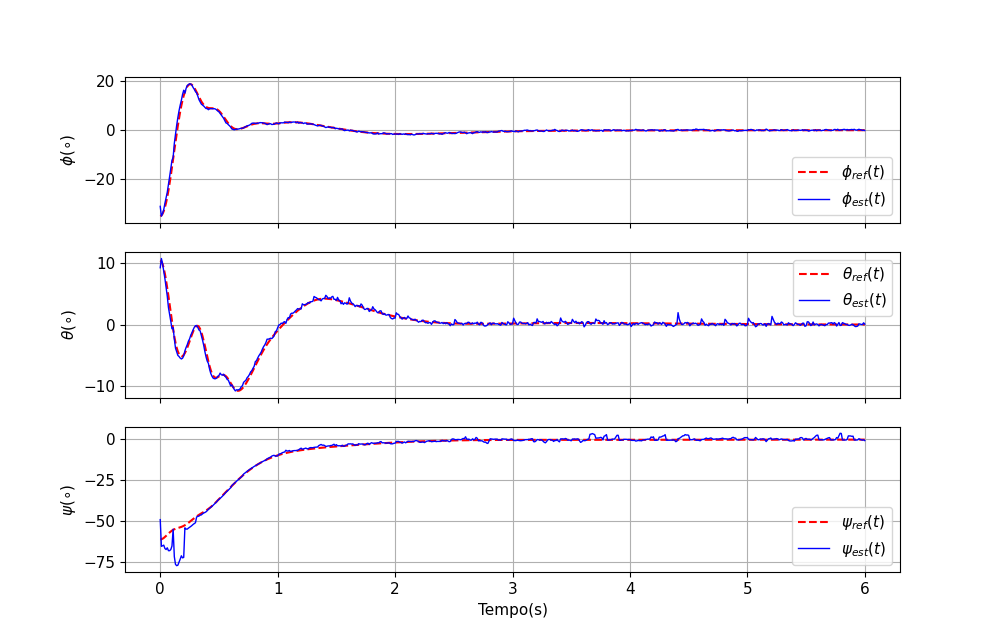 20
0
−20
ϕ(∘)
ϕref(t)
ϕest(t)
10
0
−10
θ(∘)
θref(t)
θest(t)
0
−25
−50
−75
ψ(∘)
ψref(t)
ψest(t)
0 1 2 3 4 5 6
Tempo(s)